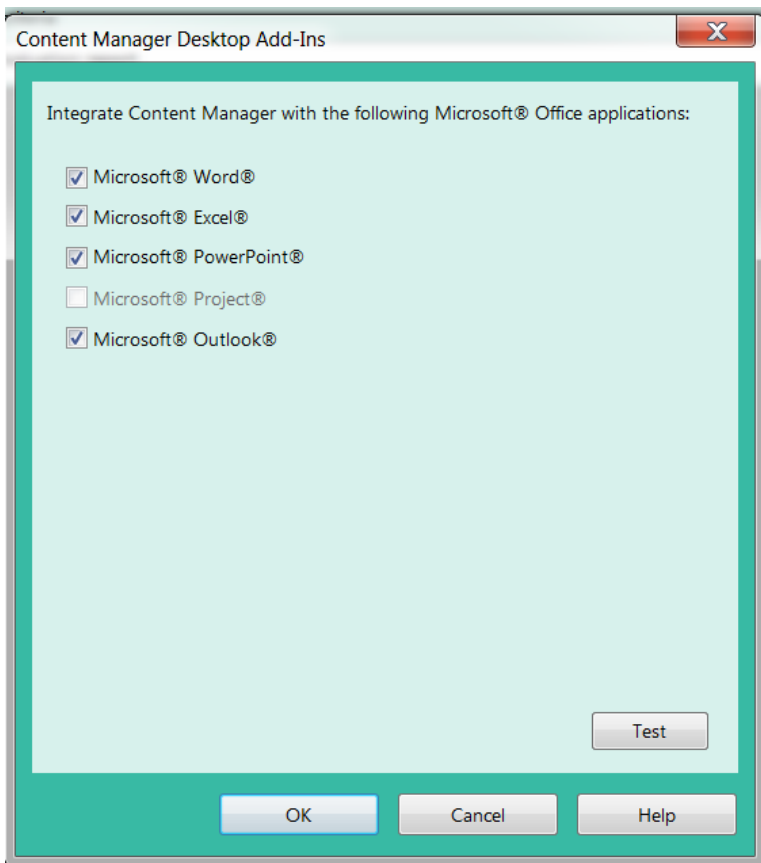 Content Manager Desktop Add-Ins
Integrate Content Manager with the following Microsoft® Office applications:
Microsoft® Word®
Microsoft® Excel®
Microsoft® PowerPoint®
Microsoft® Project®
Microsoft® Outlook®
Test
OK Cancel Help